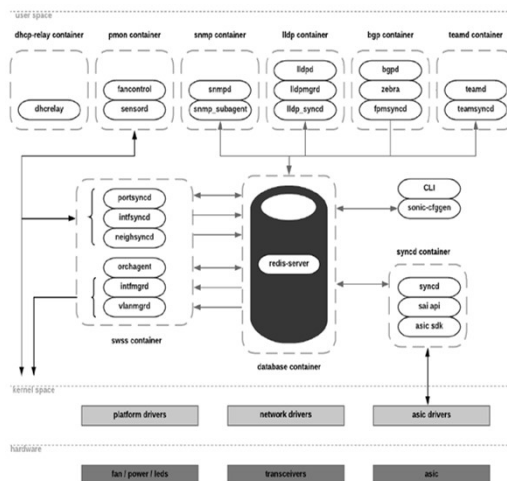 user space
dhcp-relay container pmon container snmp container lldp container bgp container teamd container
lldpd bgpd
fancontrol snmpd lldpmgrd zebra teamd
dhcrelay sensord snmp_subagent lldp_syncd fpmsyncd teamsyncd
portsyncd CLI
intfsyncd sonic-cfggen
neighsyncd
syncd container
orchagent redis-server
intfmgrd syncd
vlanmgrd sai api
asic sdk
swss container
database container
kernel space
platform drivers network drivers asic drivers
hardware
fan / power / leds transceivers asic